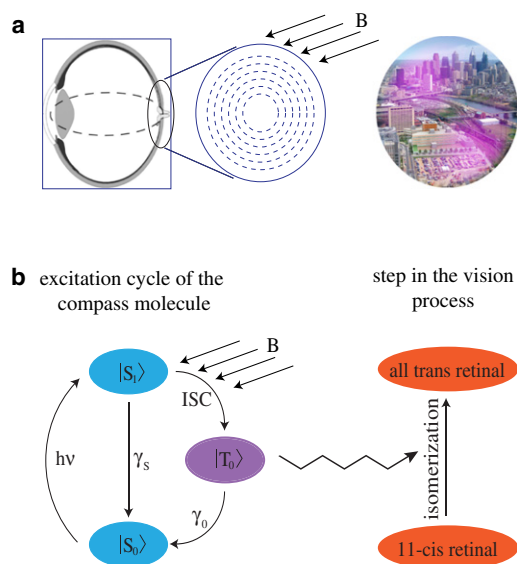 a
B
b
excitation cycle of the
compass molecule
step in the vision
process
B
|S₁⟩
ISC
all trans retinal
hν
γₛ
|T₀⟩
isomerization
γ₀
|S₀⟩
11-cis retinal